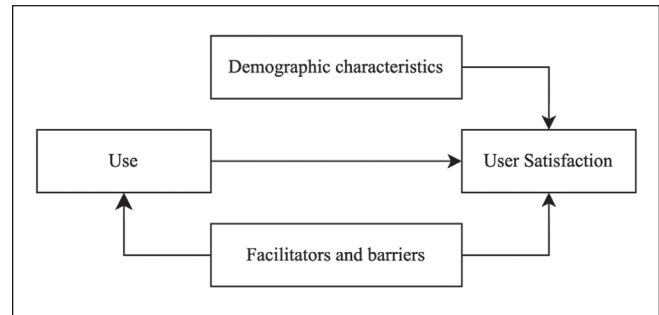 Demographic characteristics
Use
User Satisfaction
Facilitators and barriers